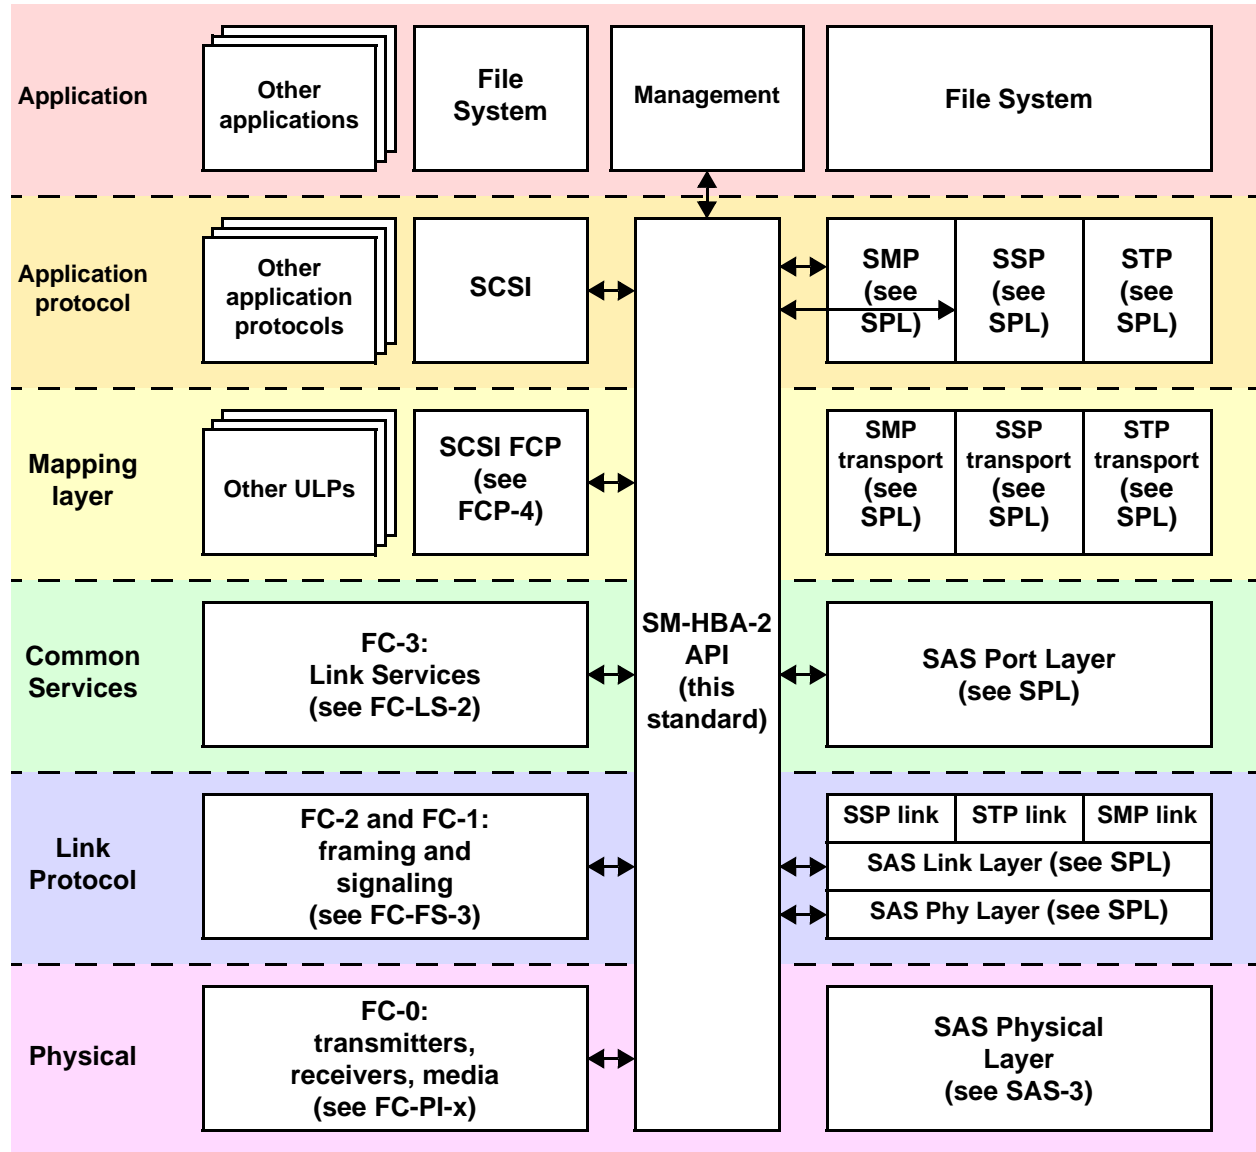 Application
Other
applications
File
System
Management
File System
Application
protocol
Other
application
protocols
SCSI
SMP
(see
SPL)
SSP
(see
SPL)
STP
(see
SPL)
Mapping
layer
Other ULPs
SCSI FCP
(see
FCP-4)
SMP
transport
(see
SPL)
SSP
transport
(see
SPL)
STP
transport
(see
SPL)
SM-HBA-2
API
(this
standard)
Common
Services
FC-3:
Link Services
(see FC-LS-2)
SAS Port Layer
(see SPL)
Link
Protocol
FC-2 and FC-1:
framing and
signaling
(see FC-FS-3)
SSP link
STP link
SMP link
SAS Link Layer (see SPL)
SAS Phy Layer (see SPL)
Physical
FC-0:
transmitters,
receivers, media
(see FC-PI-x)
SAS Physical
Layer
(see SAS-3)